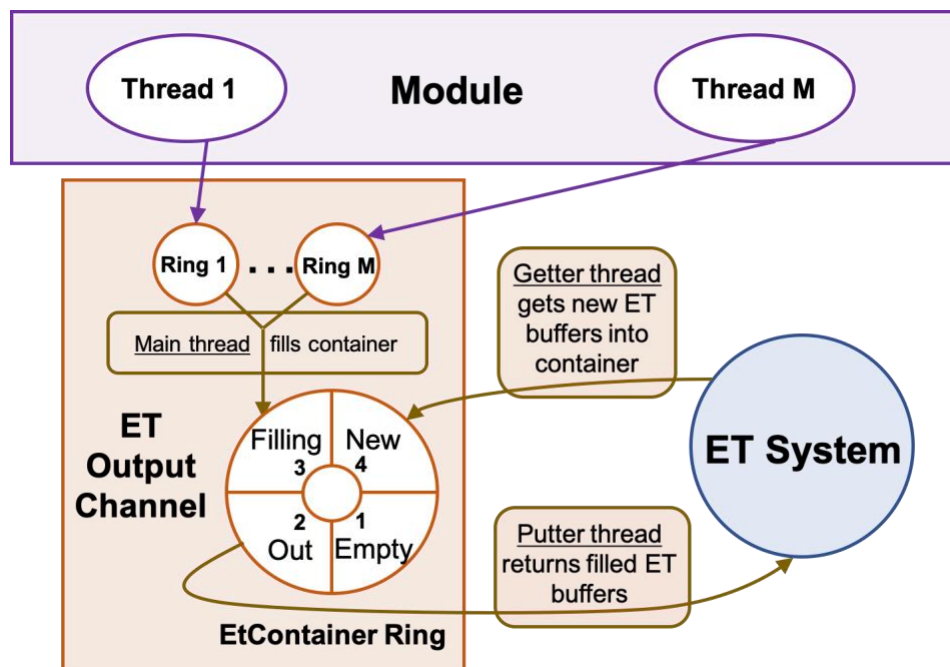 Thread 1
Module
Thread M
Ring 1
. . .
Ring M
Getter thread
gets new ET
buffers into
container
Main thread fills container
ET
Output
Channel
Filling
New
3
4
2
1
Out
Empty
EtContainer Ring
ET System
Putter thread
returns filled ET
buffers